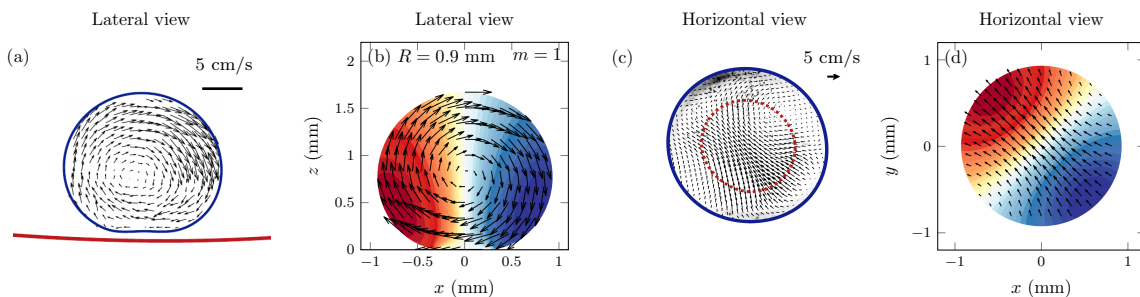 Lateral view
Lateral view
Horizontal view
Horizontal view
(a)
5 cm/s
(b) R = 0.9 mm m = 1
2
1.5
1
0.5
0
z (mm)
−1 −0.5 0 0.5 1
x (mm)
(c)
5 cm/s
(d)
1
0
−1
y (mm)
−1 0 1
x (mm)